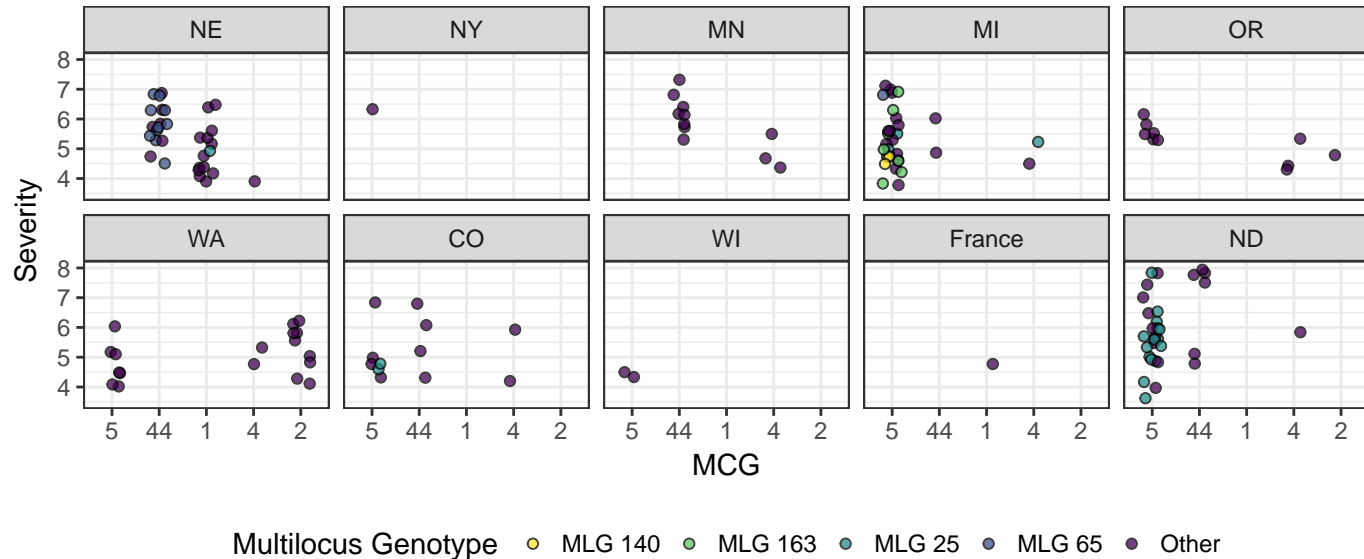 NE NY MN MI OR
8
7
6
5
4
WA CO WI France ND
8
7
6
5
4
Severity
5 44 1 4 2 5 44 1 4 2 5 44 1 4 2 5 44 1 4 2 5 44 1 4 2
MCG
Multilocus Genotype MLG 140 MLG 163 MLG 25 MLG 65 Other